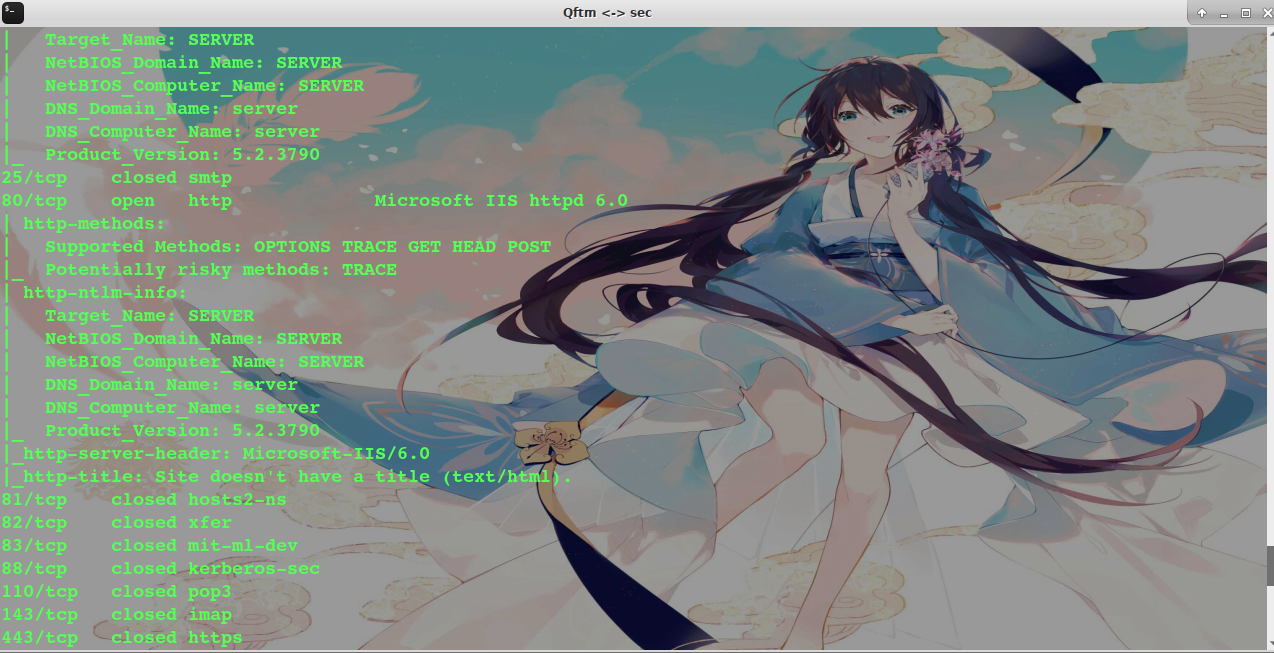 Qftm <-> sec
|   Target_Name: SERVER
|   NetBIOS_Domain_Name: SERVER
|   NetBIOS_Computer_Name: SERVER
|   DNS_Domain_Name: server
|   DNS_Computer_Name: server
|_  Product_Version: 5.2.3790
25/tcp    closed smtp
80/tcp    open   http             Microsoft IIS httpd 6.0
| http-methods:
|   Supported Methods: OPTIONS TRACE GET HEAD POST
|_  Potentially risky methods: TRACE
| http-ntlm-info:
|   Target_Name: SERVER
|   NetBIOS_Domain_Name: SERVER
|   NetBIOS_Computer_Name: SERVER
|   DNS_Domain_Name: server
|   DNS_Computer_Name: server
|_  Product_Version: 5.2.3790
|_http-server-header: Microsoft-IIS/6.0
|_http-title: Site doesn't have a title (text/html).
81/tcp    closed hosts2-ns
82/tcp    closed xfer
83/tcp    closed mit-ml-dev
88/tcp    closed kerberos-sec
110/tcp   closed pop3
143/tcp   closed imap
443/tcp   closed https